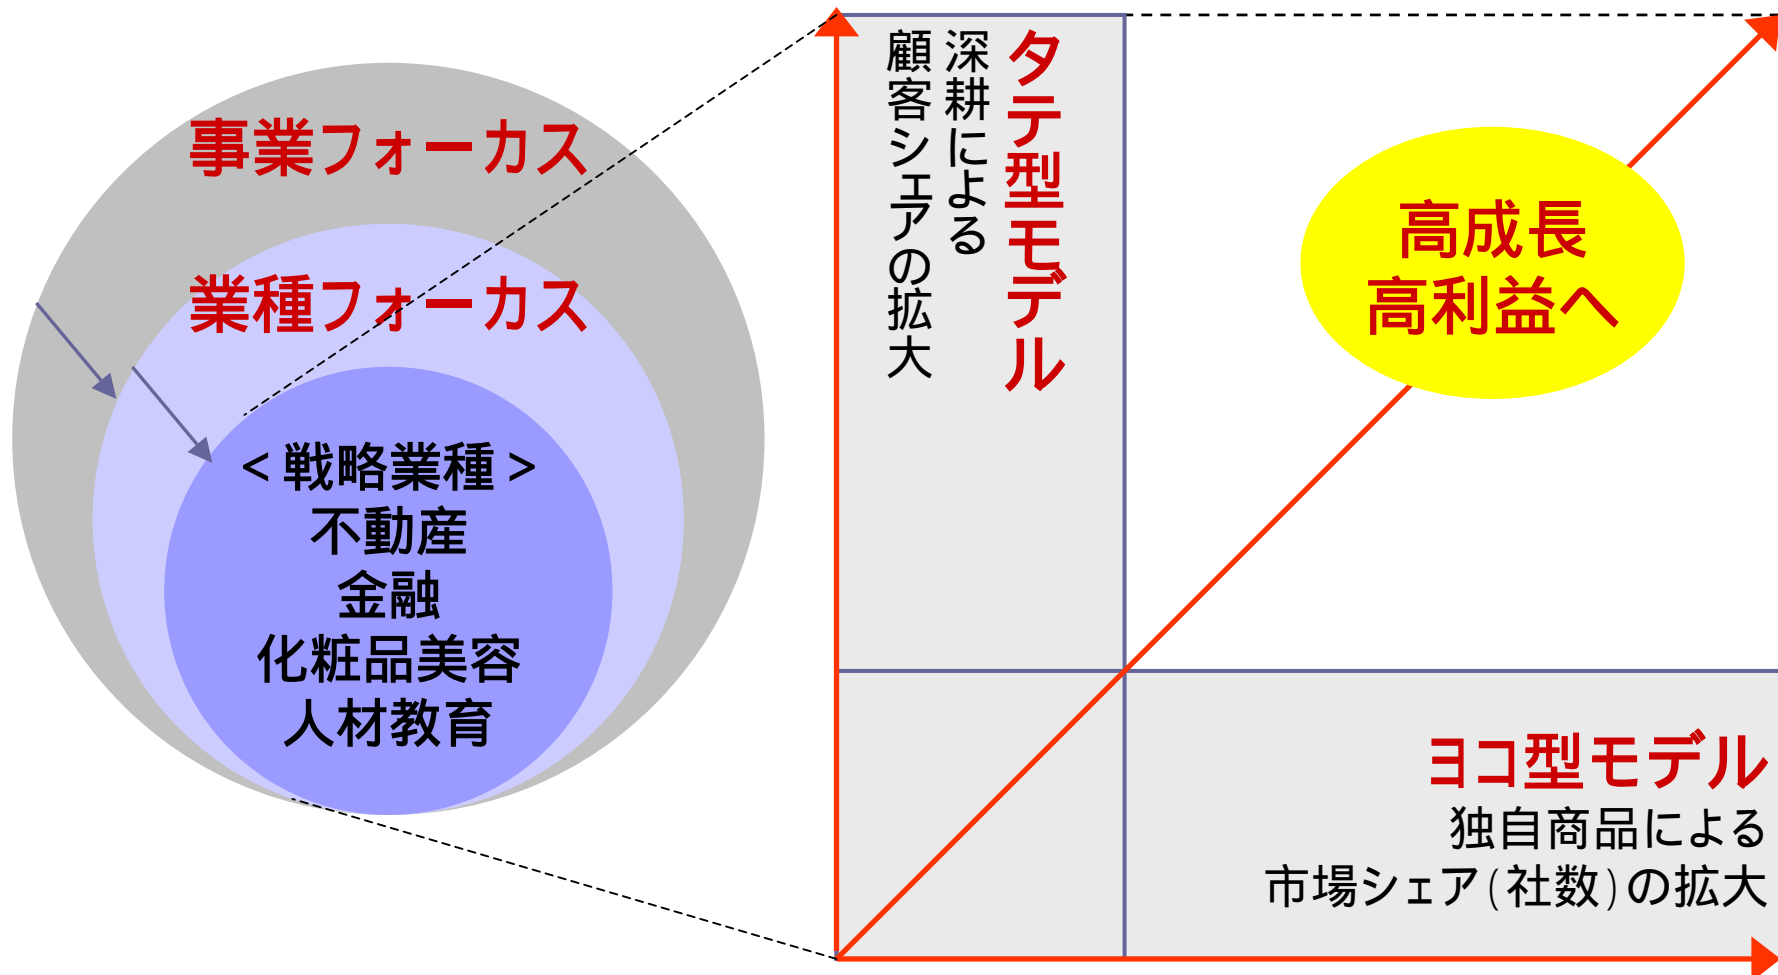 事業フォーカス
業種フォーカス
<戦略業種>
不動産
金融
化粧品美容
人材教育
タテ型モデル
深耕による
顧客シェアの拡大
高成長
高利益へ
ヨコ型モデル
独自商品による
市場シェア(社数)の拡大